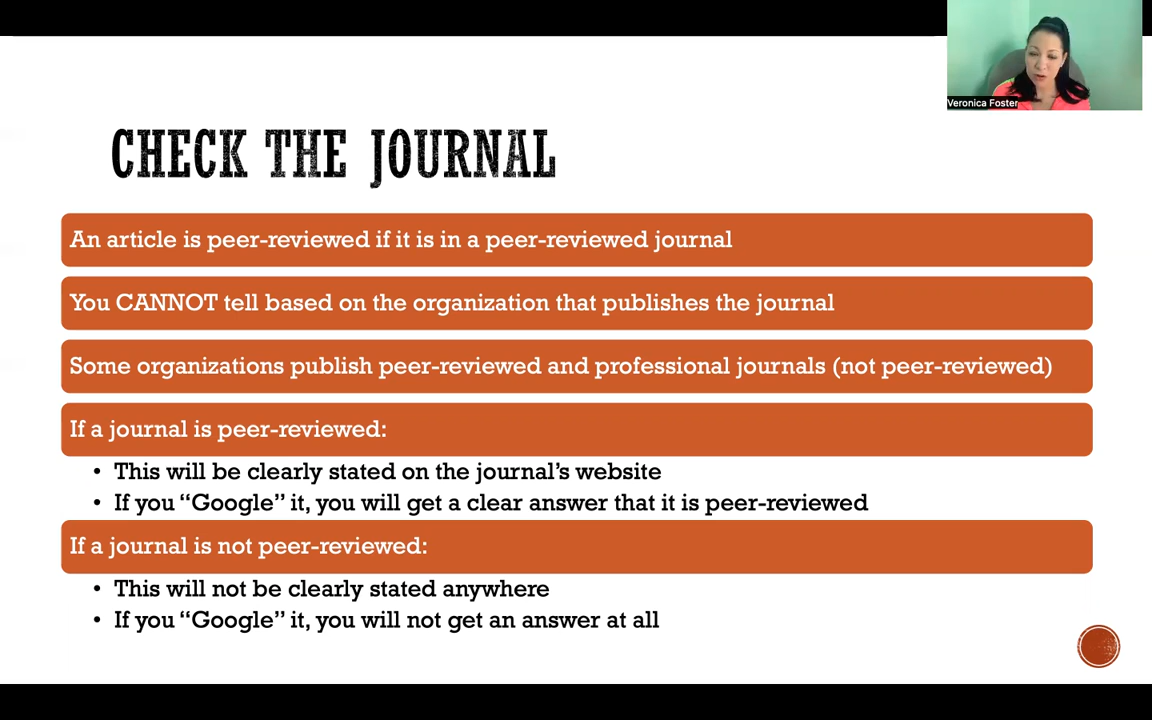 Veronica Foster
CHECK THE JOURNAL
An article is peer-reviewed if it is in a peer-reviewed journal
You CANNOT tell based on the organization that publishes the journal
Some organizations publish peer-reviewed and professional journals (not peer-reviewed)
If a journal is peer-reviewed:
• This will be clearly stated on the journal’s website
• If you “Google” it, you will get a clear answer that it is peer-reviewed
If a journal is not peer-reviewed:
• This will not be clearly stated anywhere
• If you “Google” it, you will not get an answer at all